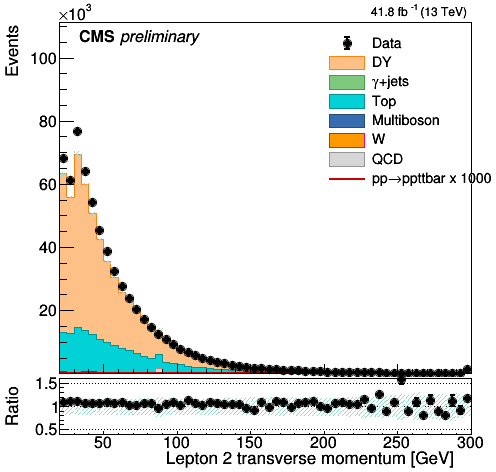 ×10³
41.8 fb⁻¹ (13 TeV)
CMS preliminary
Events
100
80
60
40
20
Data
DY
γ+jets
Top
Multiboson
W
QCD
pp→ppttbar x 1000
Ratio
1.5
1
0.5
50 100 150 200 250 300
Lepton 2 transverse momentum [GeV]